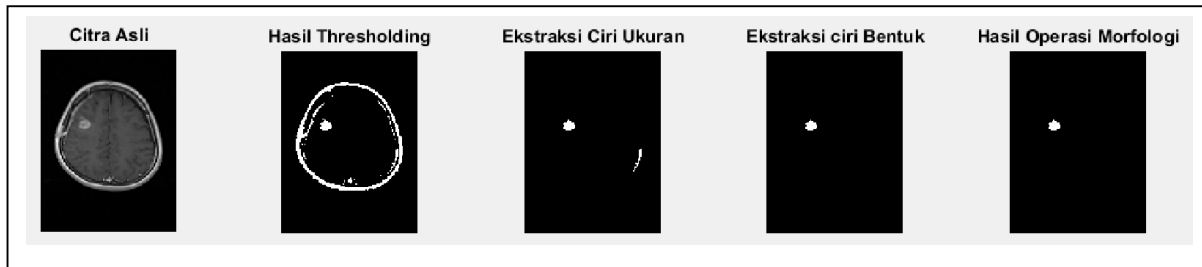 Citra Asli
Hasil Thresholding
Ekstraksi Ciri Ukuran
Ekstraksi ciri Bentuk
Hasil Operasi Morfologi